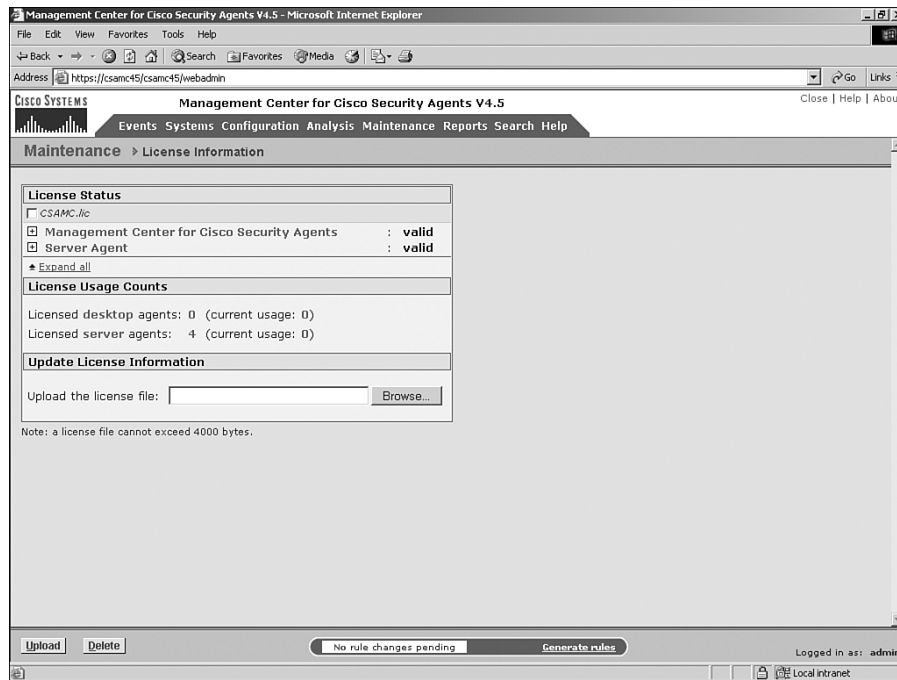 Management Center for Cisco Security Agents V4.5 - Microsoft Internet Explorer
File Edit View Favorites Tools Help
Back Search Favorites Media
Address https://csamc45/csamc45/webadmin Go Links
CISCO SYSTEMS Management Center for Cisco Security Agents V4.5 Close | Help | Abou
Events Systems Configuration Analysis Maintenance Reports Search Help
Maintenance License Information
License Status
CSAMC.lic
Management Center for Cisco Security Agents : valid
Server Agent : valid
Expand all
License Usage Counts
Licensed desktop agents: 0 (current usage: 0)
Licensed server agents: 4 (current usage: 0)
Update License Information
Upload the license file: Browse...
Note: a license file cannot exceed 4000 bytes.
Upload Delete No rule changes pending Generate rules Logged in as: admin
Local intranet